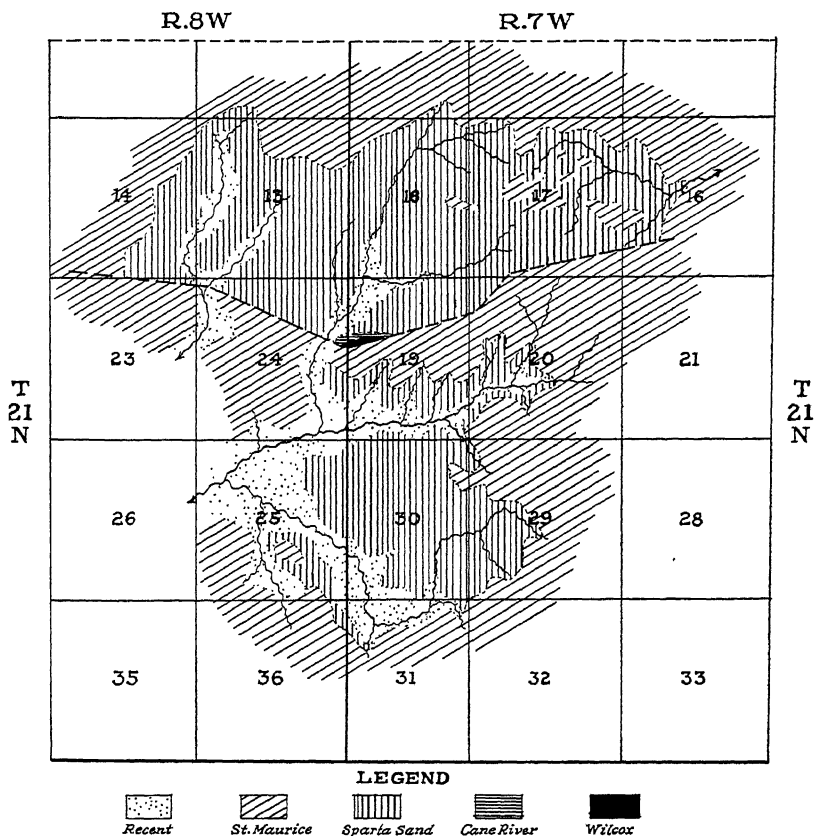 R.8W R.7W
14 13 18 17 16
23 24 19 20 21
T
21
N
T
21
N
26 25 30 29 28
35 36 31 32 33
LEGEND
Recent St. Maurice Sparta Sand Cane River Wilcox